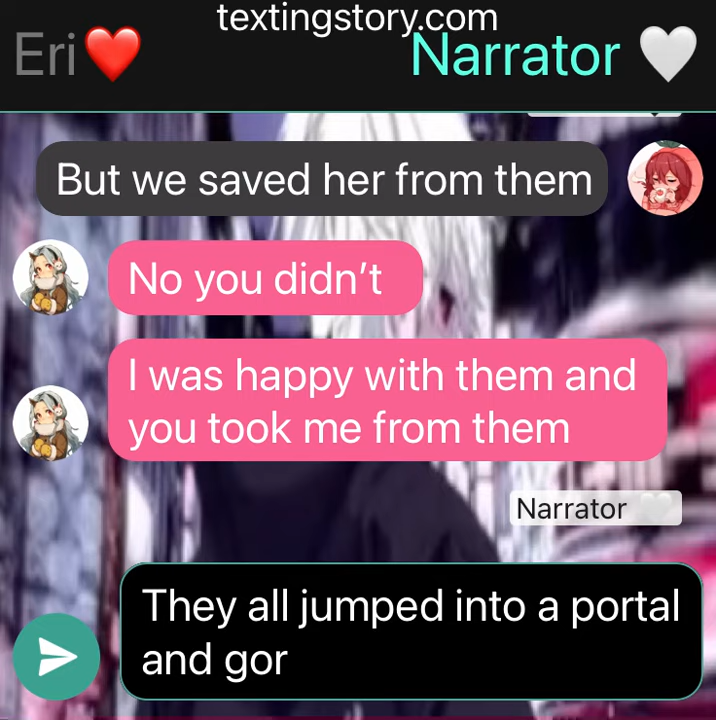 textingstory.com
Eri❤️ Narrator 🤍
But we saved her from them
No you didn’t
I was happy with them and
you took me from them
Narrator 🤍
They all jumped into a portal
and gor